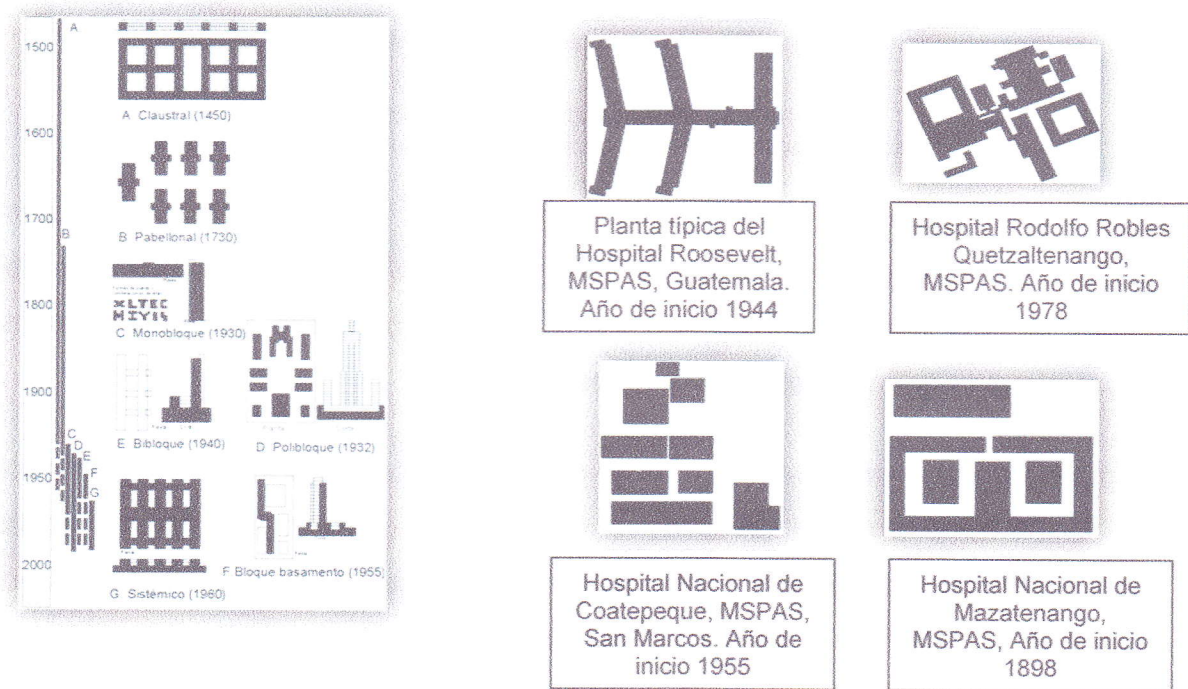 A
1500
A Claustral (1450)
1600
1700
B
B Pabellonal (1730)
1800
C Monobloque (1930)
1900
E Bibloque (1940)
D Polibloque (1932)
C
D
E
F
G
1950
2000
F Bloque basamento (1955)
G Sistémico (1960)
Planta típica del
Hospital Roosevelt,
MSPAS, Guatemala.
Año de inicio 1944
Hospital Rodolfo Robles
Quetzaltenango,
MSPAS. Año de inicio
1978
Hospital Nacional de
Coatepeque, MSPAS,
San Marcos. Año de
inicio 1955
Hospital Nacional de
Mazatenango,
MSPAS, Año de inicio
1898